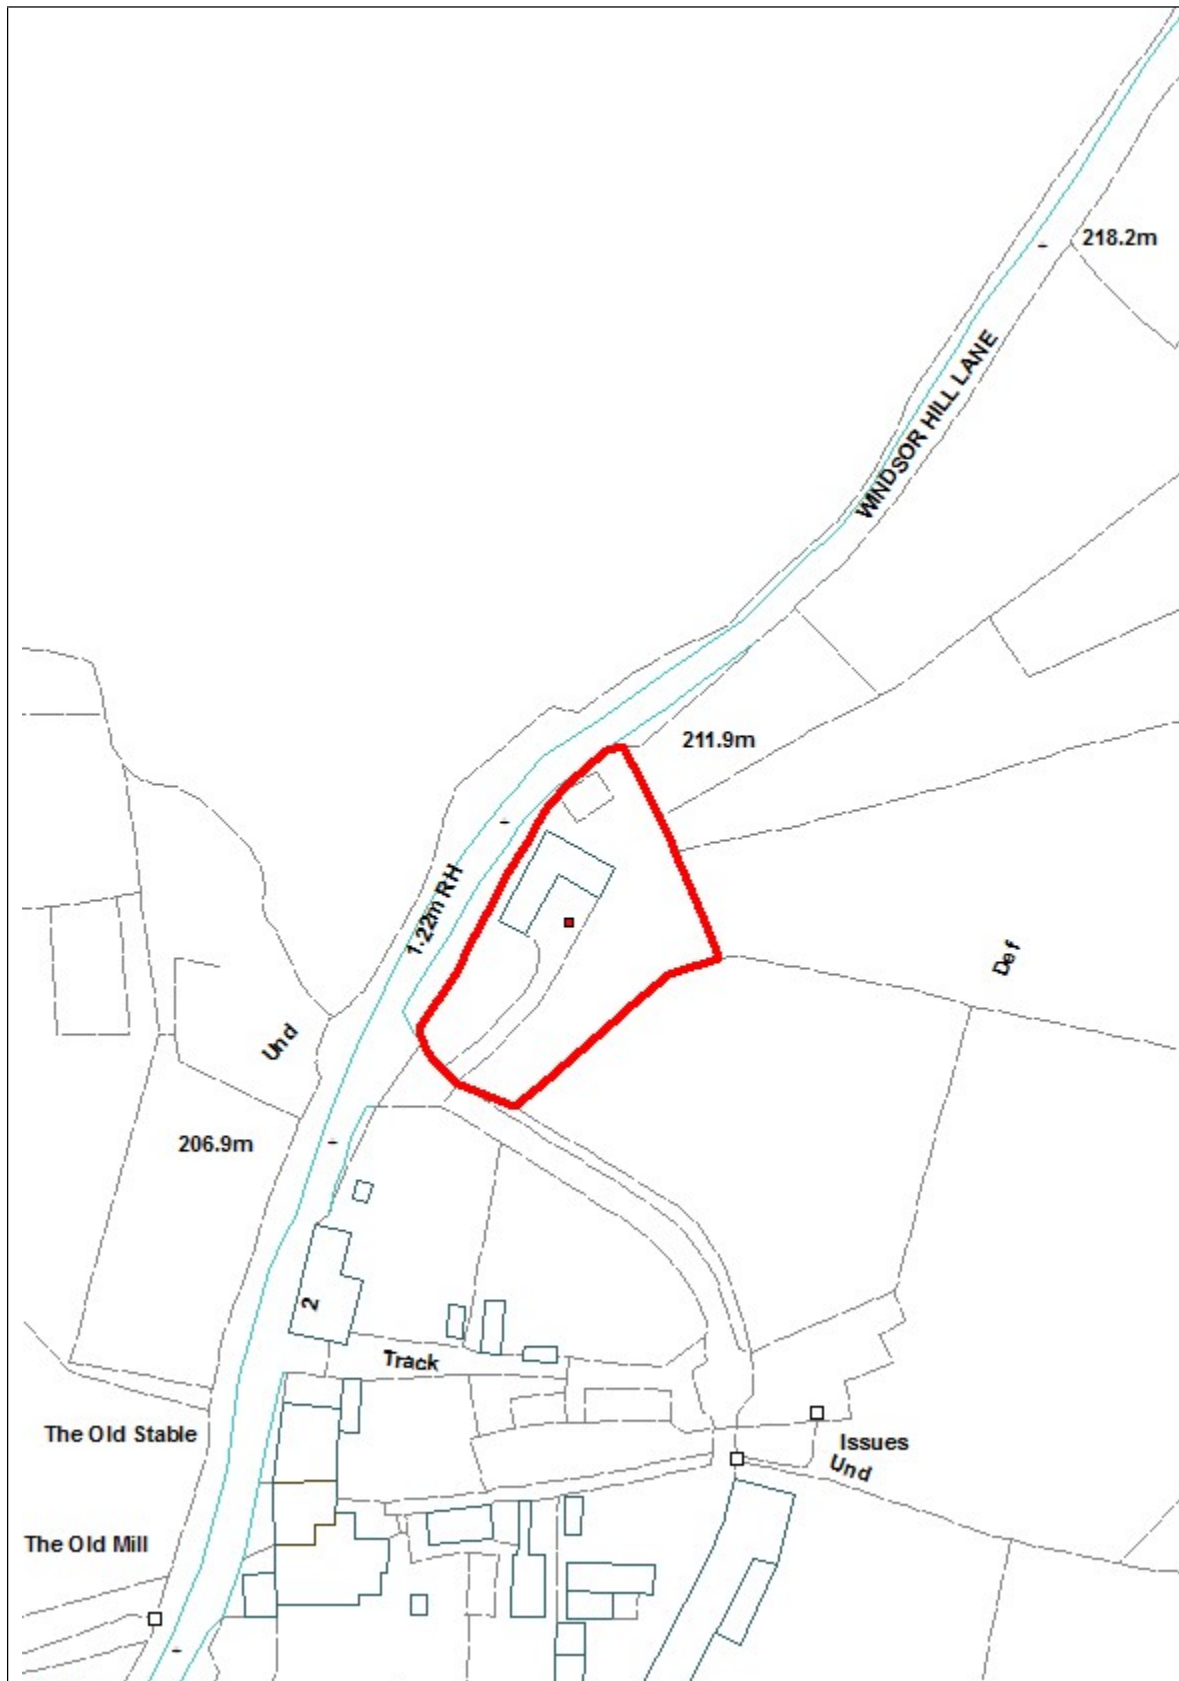 218.2m
WINDSOR HILL LANE
211.9m
1.22m RH
Def
Und
206.9m
2
Track
The Old Stable
Issues
Und
The Old Mill